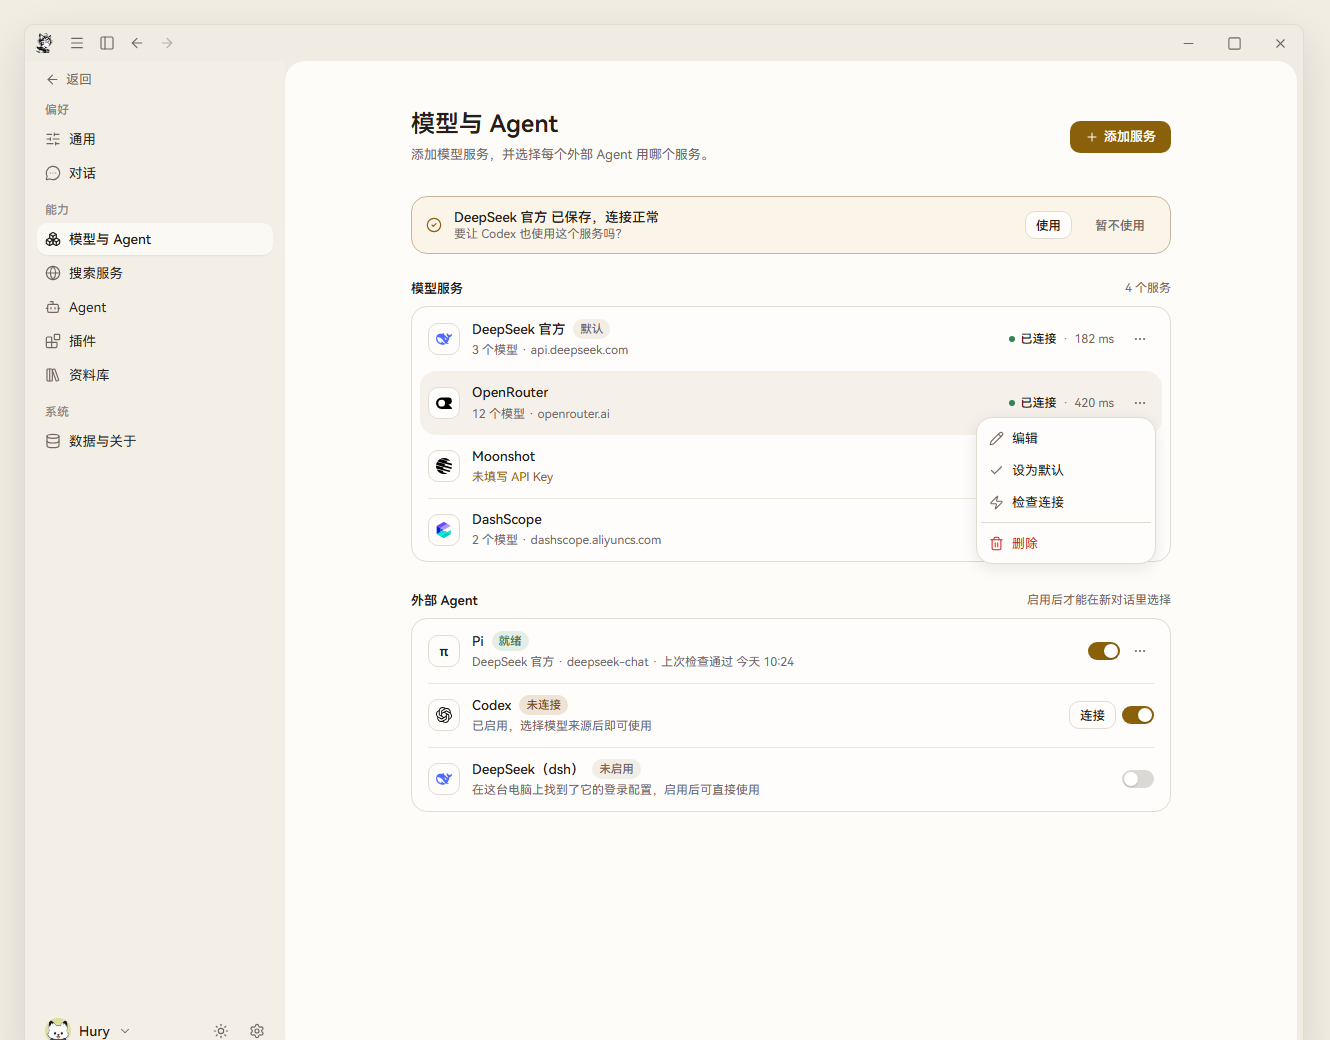 返回
偏好
通用
对话
能力
模型与 Agent
搜索服务
Agent
插件
资料库
系统
数据与关于
Hury
模型与 Agent
添加模型服务，并选择每个外部 Agent 用哪个服务。
添加服务
DeepSeek 官方 已保存，连接正常
要让 Codex 也使用这个服务吗？
使用
暂不使用
模型服务
4 个服务
DeepSeek 官方 默认
3 个模型 · api.deepseek.com
已连接 · 182 ms
OpenRouter
12 个模型 · openrouter.ai
已连接 · 420 ms
Moonshot
未填写 API Key
DashScope
2 个模型 · dashscope.aliyuncs.com
编辑
设为默认
检查连接
删除
外部 Agent
启用后才能在新对话里选择
π
Pi 就绪
DeepSeek 官方 · deepseek-chat · 上次检查通过 今天 10:24
Codex 未连接
已启用，选择模型来源后即可使用
连接
DeepSeek（dsh） 未启用
在这台电脑上找到了它的登录配置，启用后可直接使用